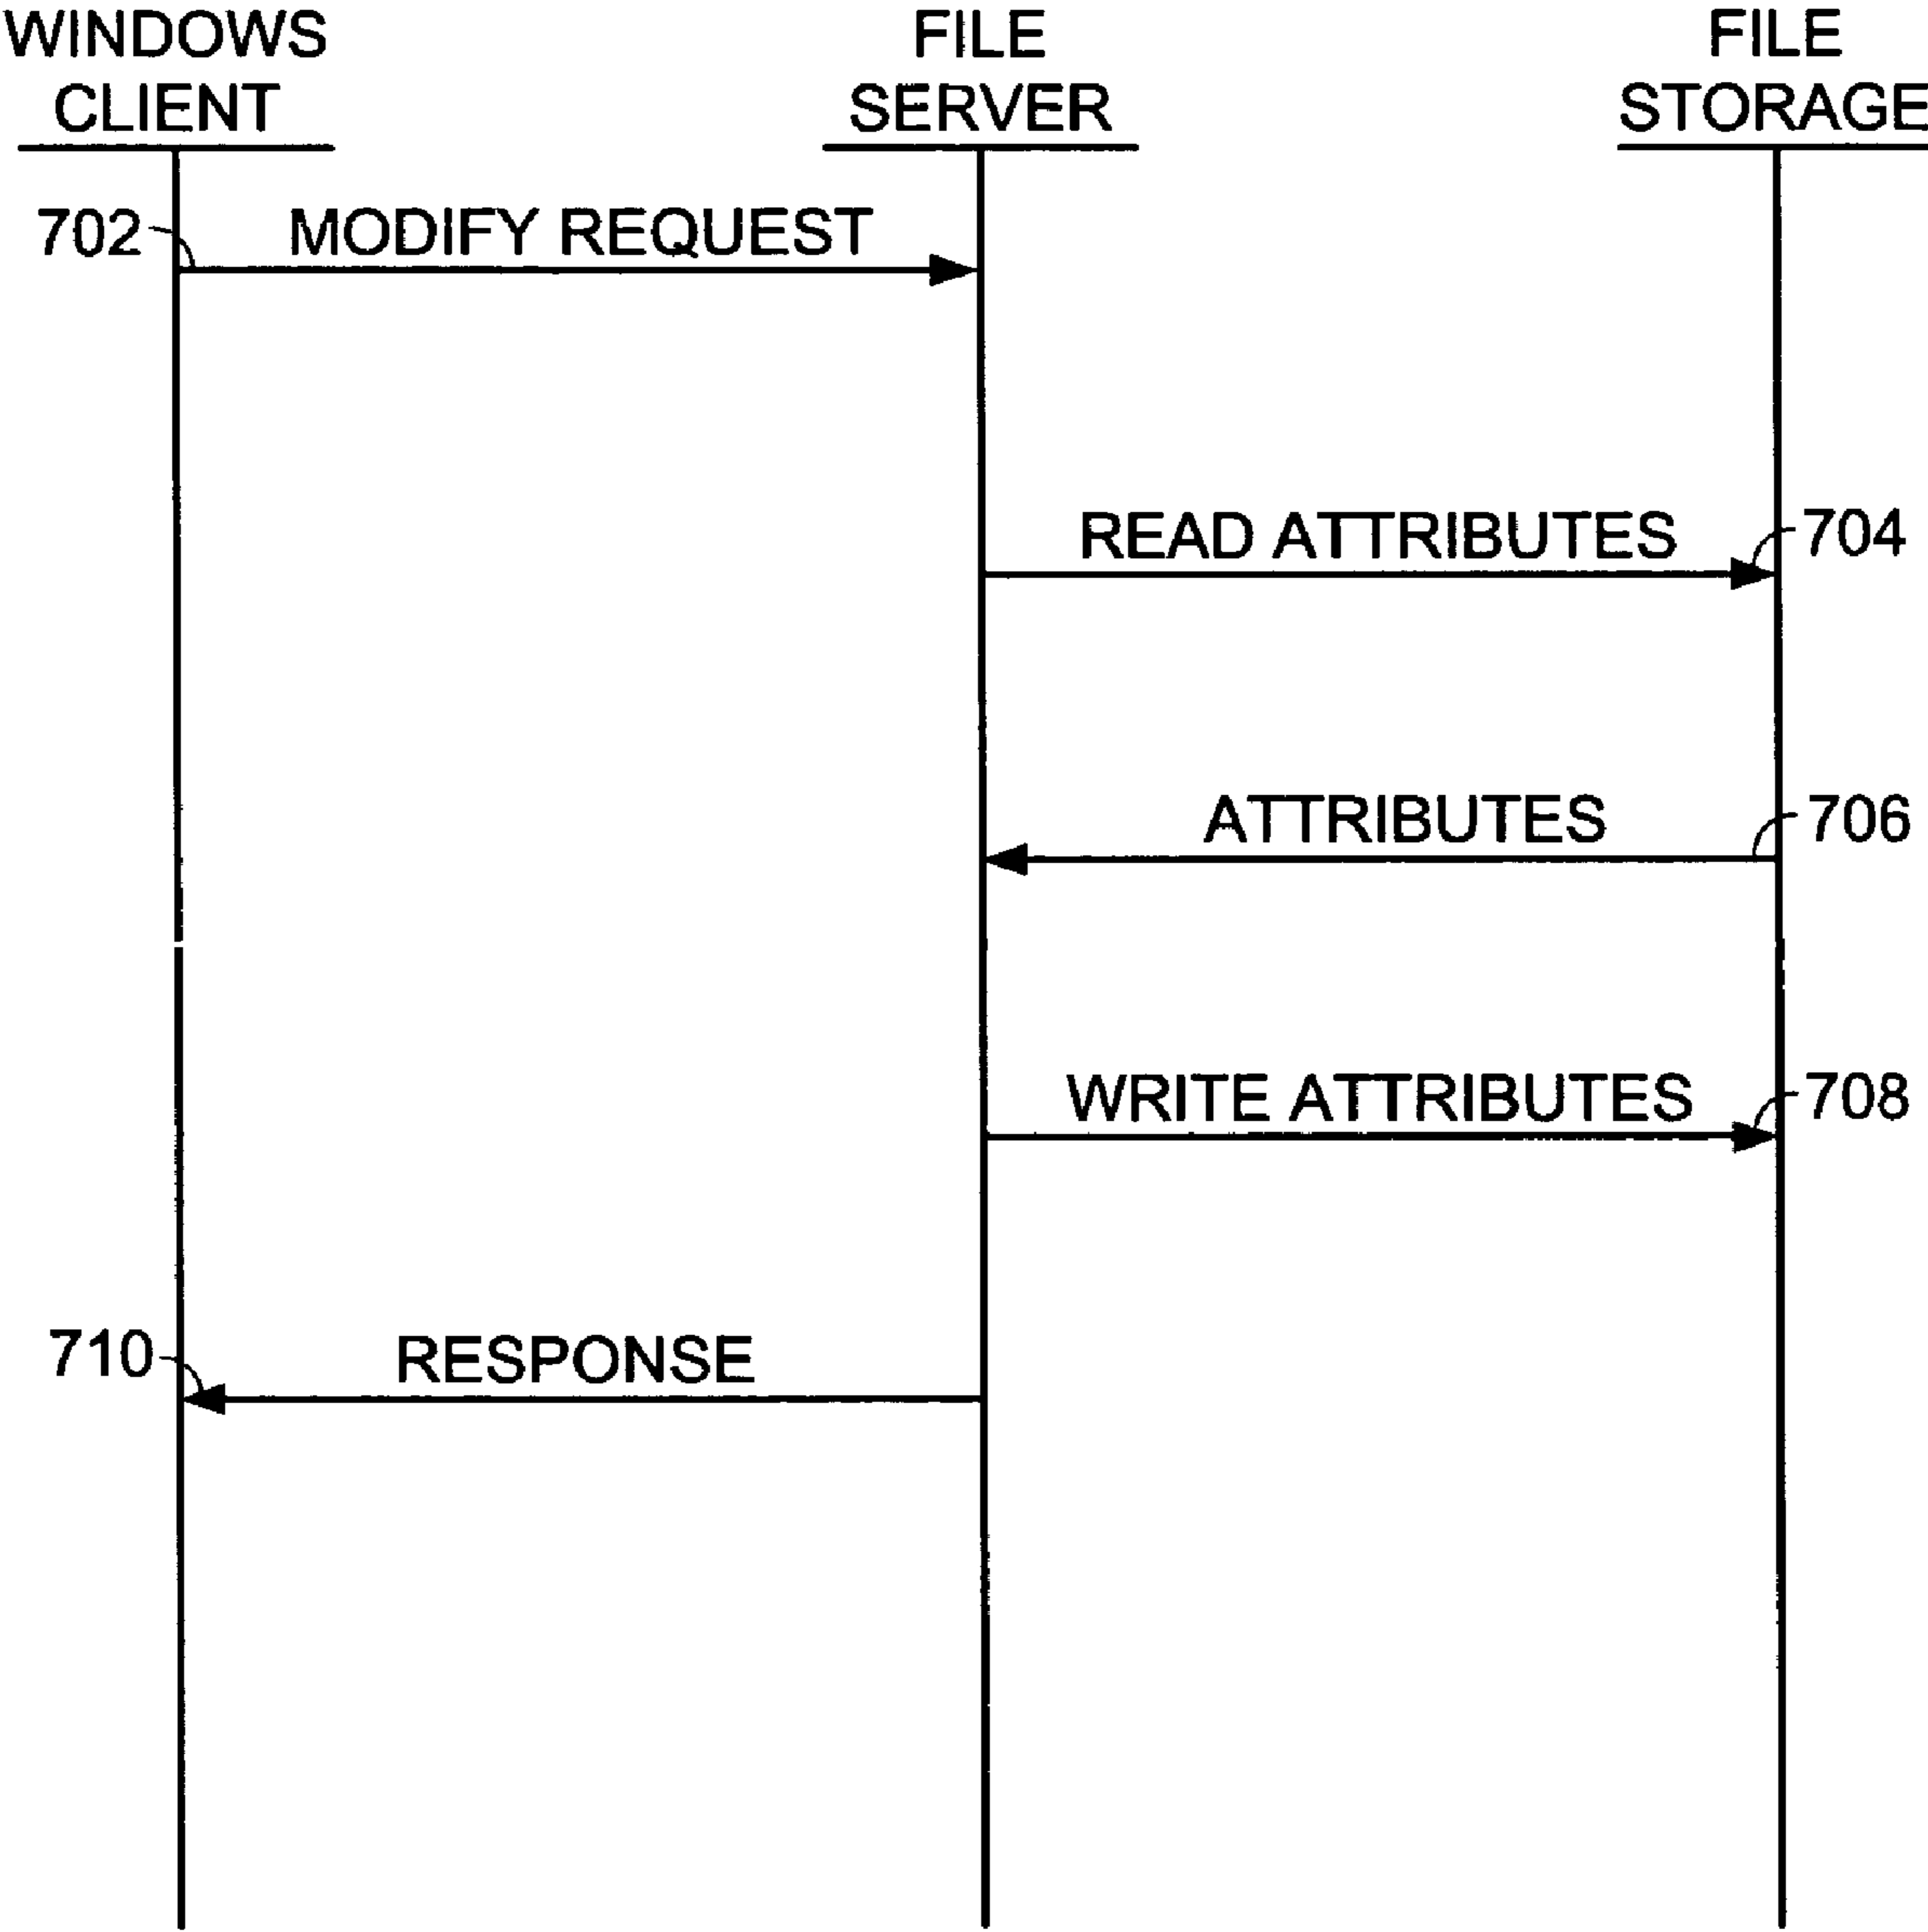 WINDOWS
CLIENT
FILE
SERVER
FILE
STORAGE
702
MODIFY REQUEST
READ ATTRIBUTES
704
ATTRIBUTES
706
WRITE ATTRIBUTES
708
710
RESPONSE